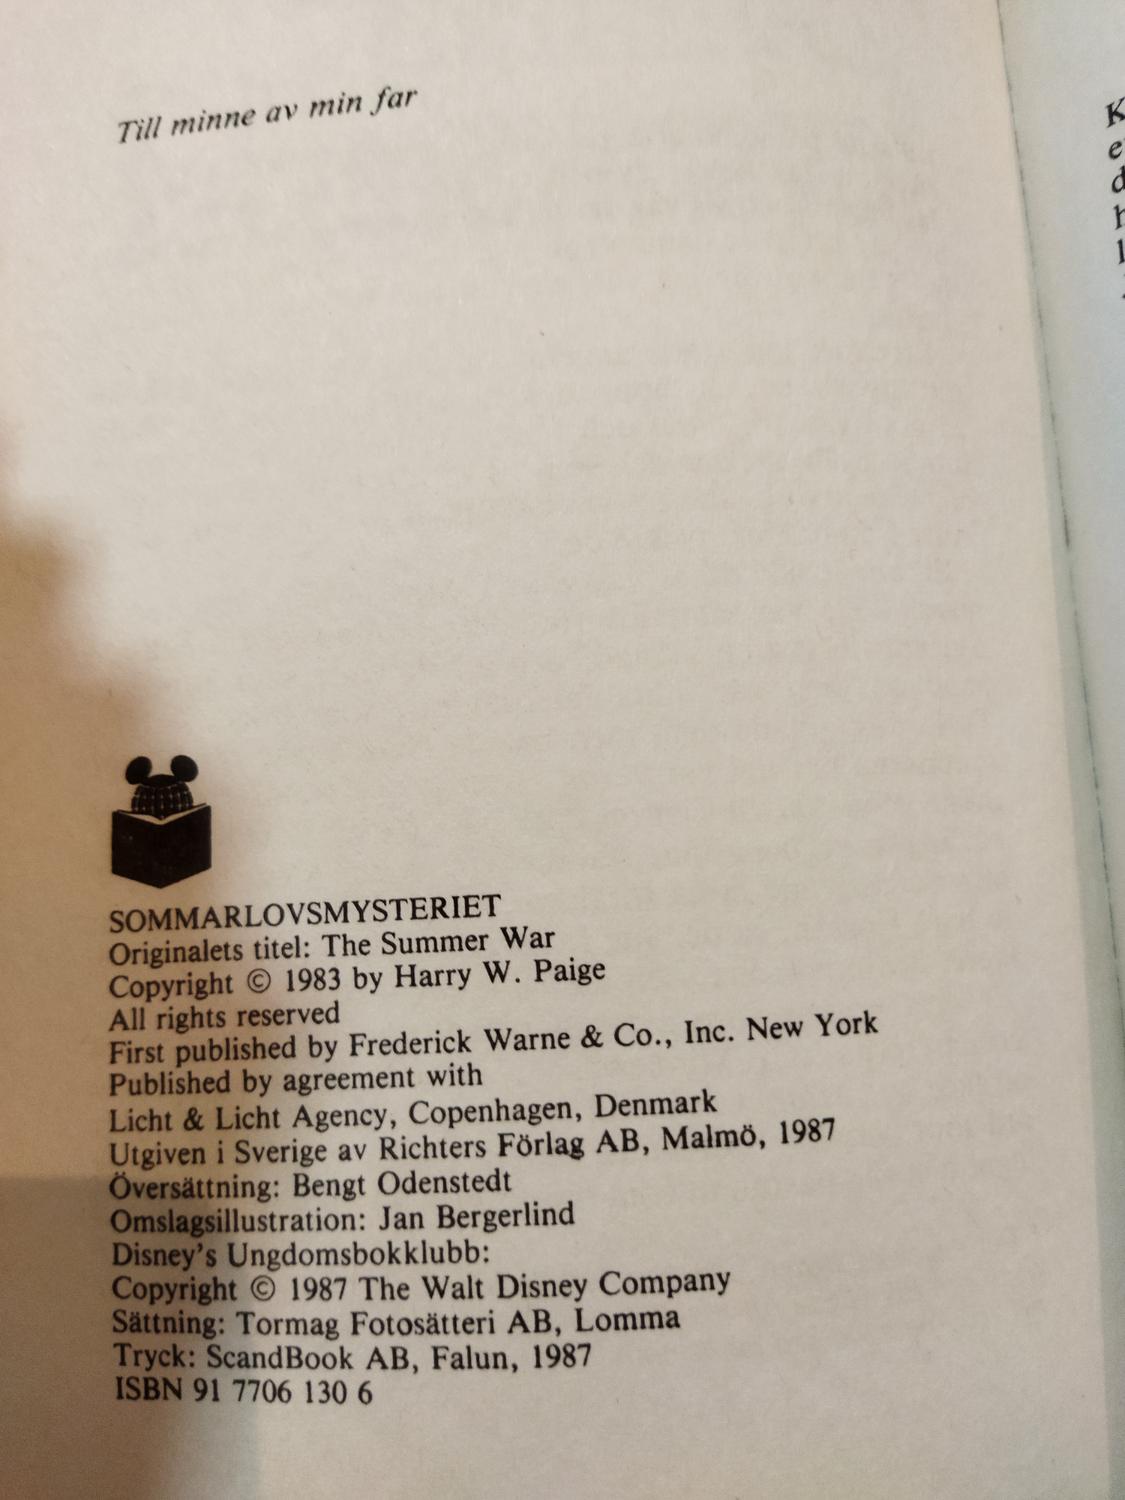 Till minne av min far
SOMMARLOVSMYSTERIET
Originalets titel: The Summer War
Copyright © 1983 by Harry W. Paige
All rights reserved
First published by Frederick Warne & Co., Inc. New York
Published by agreement with
Licht & Licht Agency, Copenhagen, Denmark
Utgiven i Sverige av Richters Förlag AB, Malmö, 1987
Översättning: Bengt Odenstedt
Omslagsillustration: Jan Bergerlind
Disney's Ungdomsbokklubb:
Copyright © 1987 The Walt Disney Company
Sättning: Tormag Fotosätteri AB, Lomma
Tryck: ScandBook AB, Falun, 1987
ISBN 91 7706 130 6